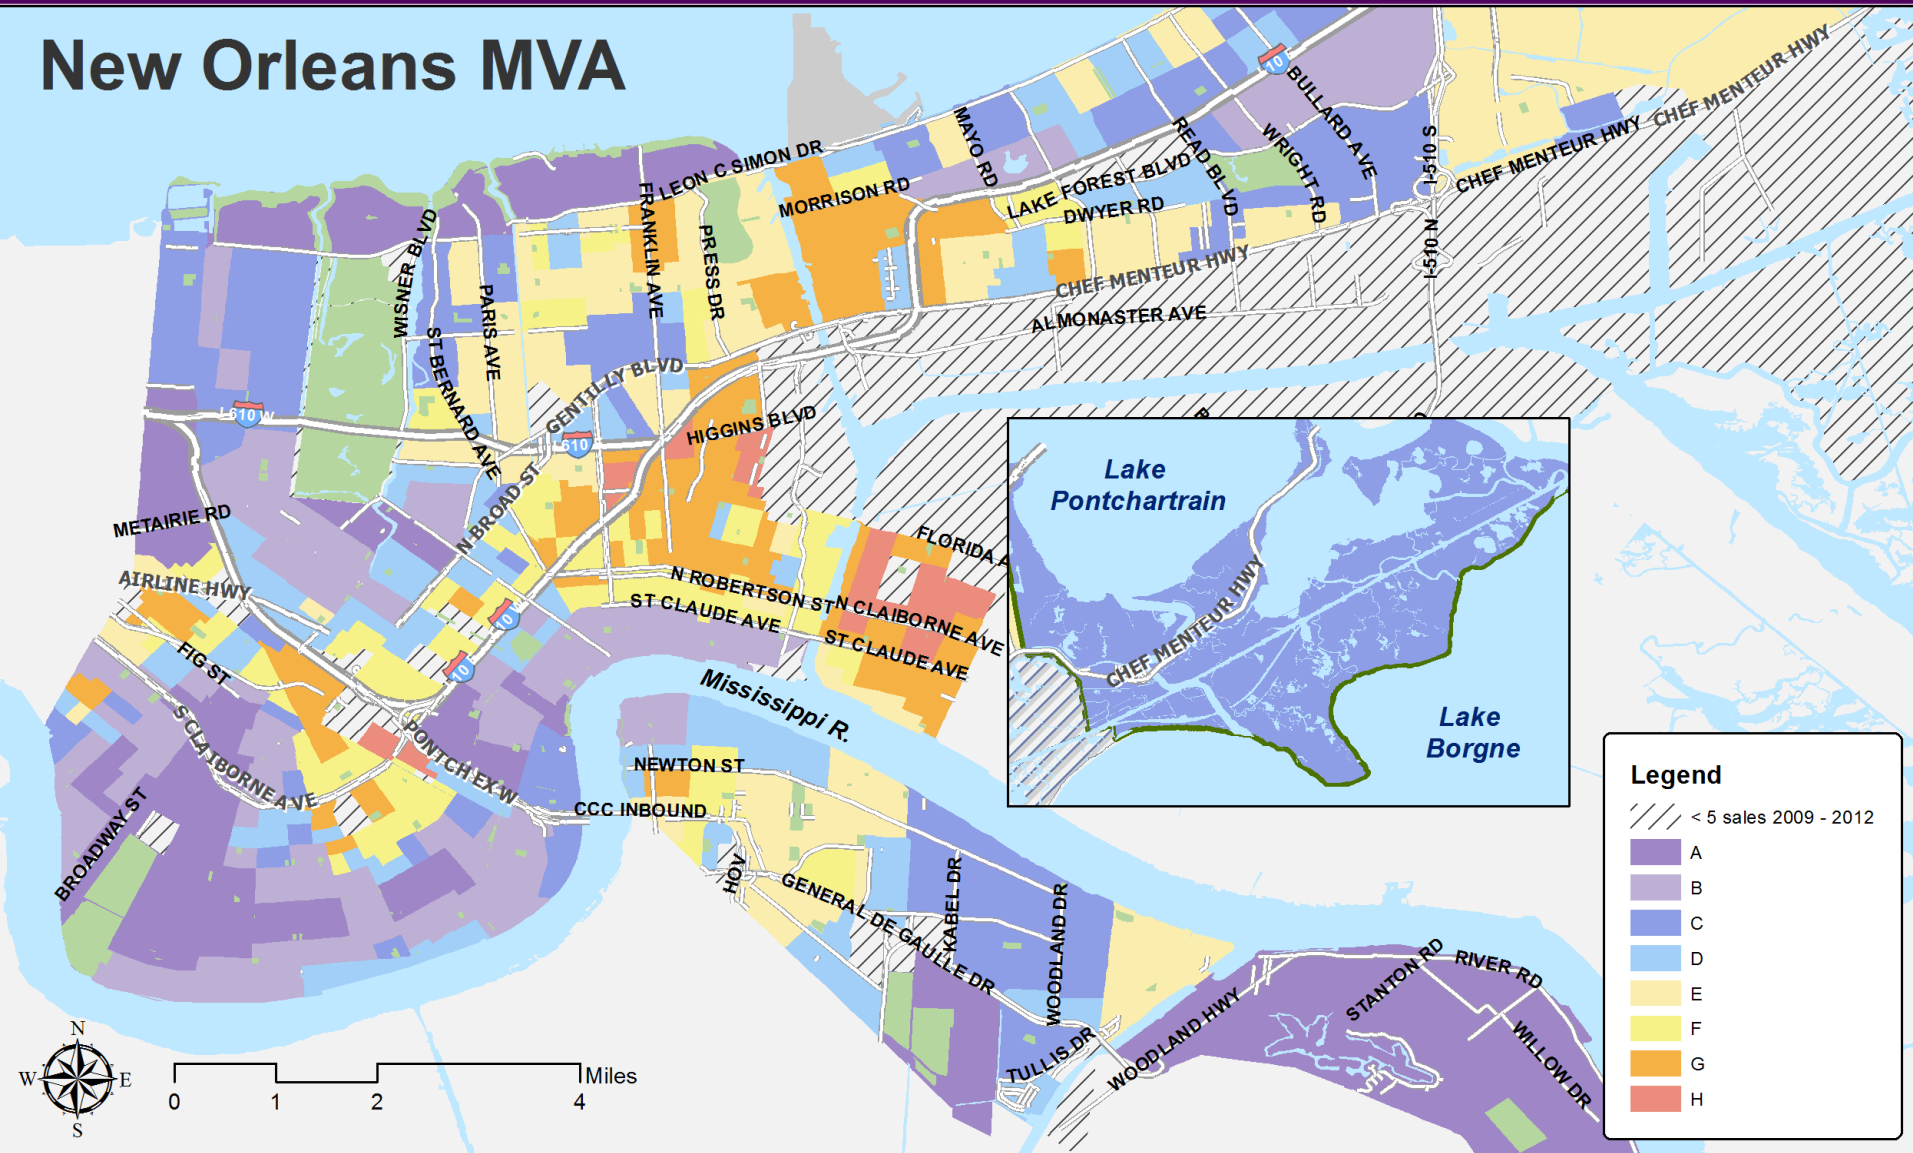 New Orleans MVA
CHEF MENTEUR HWY
10
BULLARD AVE
MAYO RD
READ BLVD
WRIGHT RD
I-510 S
CHEF MENTEUR HWY
LEON C SIMON DR
MORRISON RD
LAKE FOREST BLVD
DWYER RD
FRANKLIN AVE
PRESS DR
WISNER BLVD
PARIS AVE
I-510 N
CHEF MENTEUR HWY
ALMONASTER AVE
ST BERNARD AVE
GENTILLY BLVD
I-610 W
I-610
HIGGINS BLVD
METAIRIE RD
N BROAD ST
AIRLINE HWY
FLORIDA A
N ROBERTSON ST
N CLAIBORNE AVE
ST CLAUDE AVE
ST CLAUDE AVE
10
10
FIG ST
S CLAIBORNE AVE
PONTCH EX W
BROADWAY ST
Mississippi R.
NEWTON ST
CCC INBOUND
HOV
GENERAL DE GAULLE DR
KABEL DR
WOODLAND DR
TULLIS DR
WOODLAND HWY
STANTON RD
RIVER RD
WILLOW DR
Lake
Pontchartrain
CHEF MENTEUR HWY
Lake
Borgne
Legend
< 5 sales 2009 - 2012
A
B
C
D
E
F
G
H
N
W
E
S
Miles
0 1 2 4